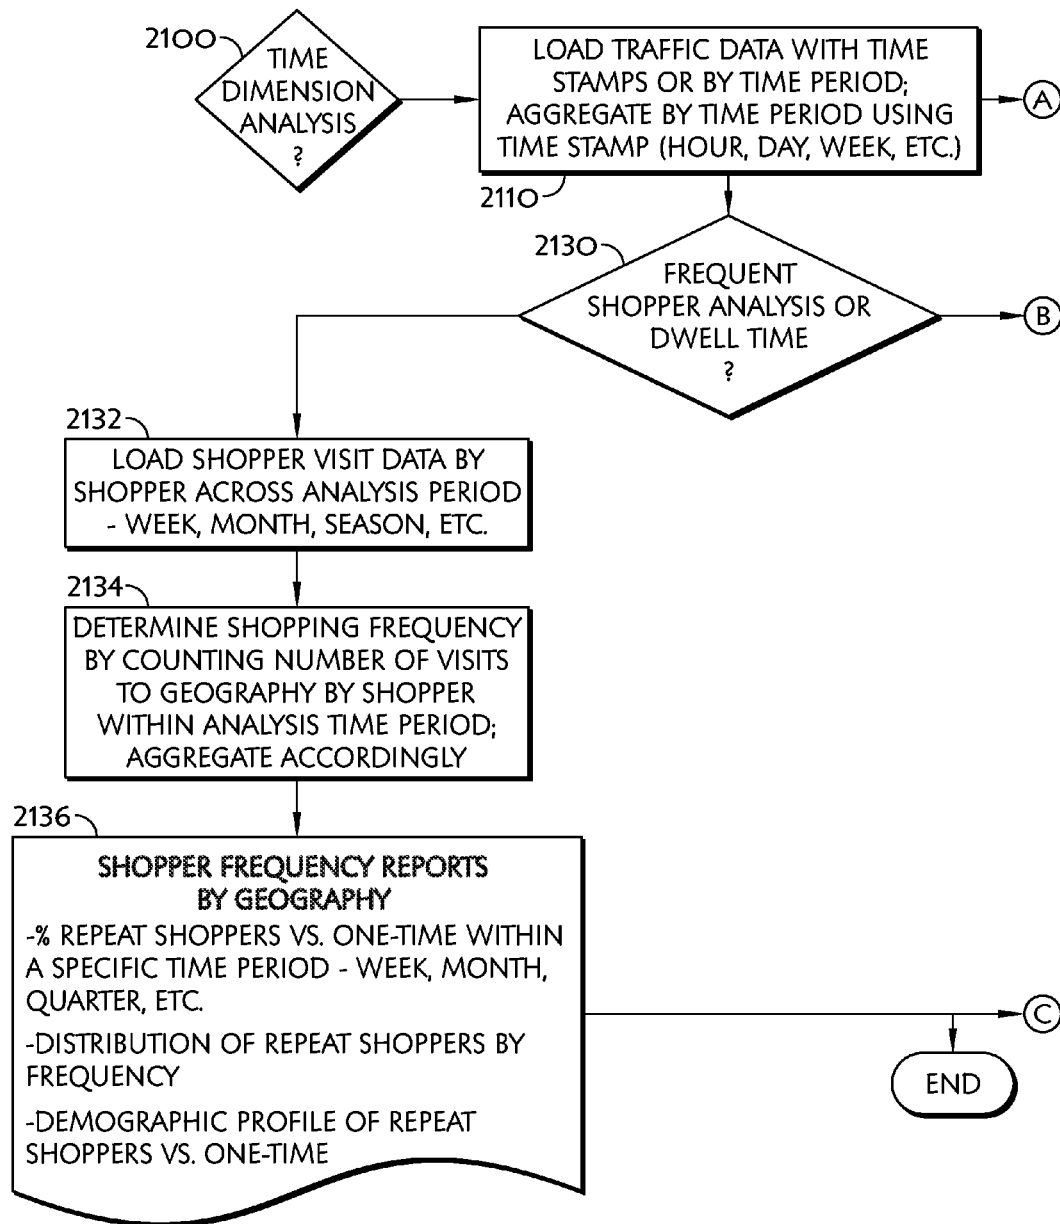 2100
TIME
DIMENSION
ANALYSIS
?
LOAD TRAFFIC DATA WITH TIME
STAMPS OR BY TIME PERIOD;
AGGREGATE BY TIME PERIOD USING
TIME STAMP (HOUR, DAY, WEEK, ETC.)
A
2110
2130
FREQUENT
SHOPPER ANALYSIS OR
DWELL TIME
?
B
2132
LOAD SHOPPER VISIT DATA BY
SHOPPER ACROSS ANALYSIS PERIOD
- WEEK, MONTH, SEASON, ETC.
2134
DETERMINE SHOPPING FREQUENCY
BY COUNTING NUMBER OF VISITS
TO GEOGRAPHY BY SHOPPER
WITHIN ANALYSIS TIME PERIOD;
AGGREGATE ACCORDINGLY
2136
SHOPPER FREQUENCY REPORTS
BY GEOGRAPHY
-% REPEAT SHOPPERS VS. ONE-TIME WITHIN
A SPECIFIC TIME PERIOD - WEEK, MONTH,
QUARTER, ETC.
-DISTRIBUTION OF REPEAT SHOPPERS BY
FREQUENCY
-DEMOGRAPHIC PROFILE OF REPEAT
SHOPPERS VS. ONE-TIME
C
END